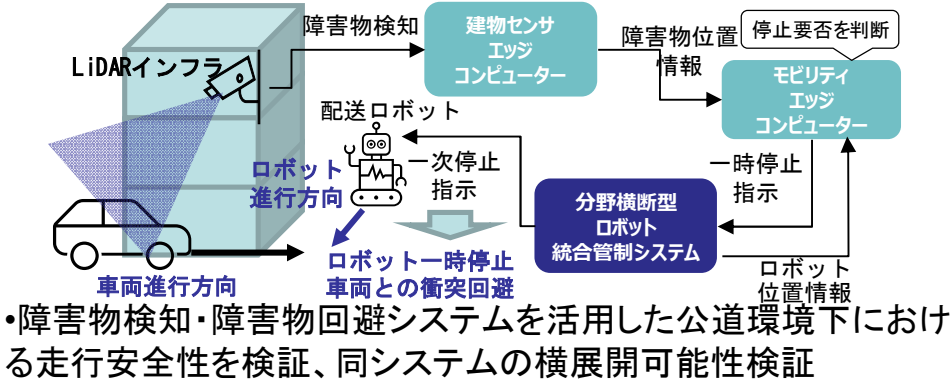 障害物検知
建物センサ
エッジ
コンピューター
障害物位置
情報
停止要否を判断
モビリティ
エッジ
コンピューター
LiDARインフラ
配送ロボット
ロボット
進行方向
一次停止
指示
一時停止
指示
分野横断型
ロボット
統合管制システム
ロボット
位置情報
車両進行方向
ロボット一時停止
車両との衝突回避
•障害物検知・障害物回避システムを活用した公道環境下におけ
る走行安全性を検証、同システムの横展開可能性検証